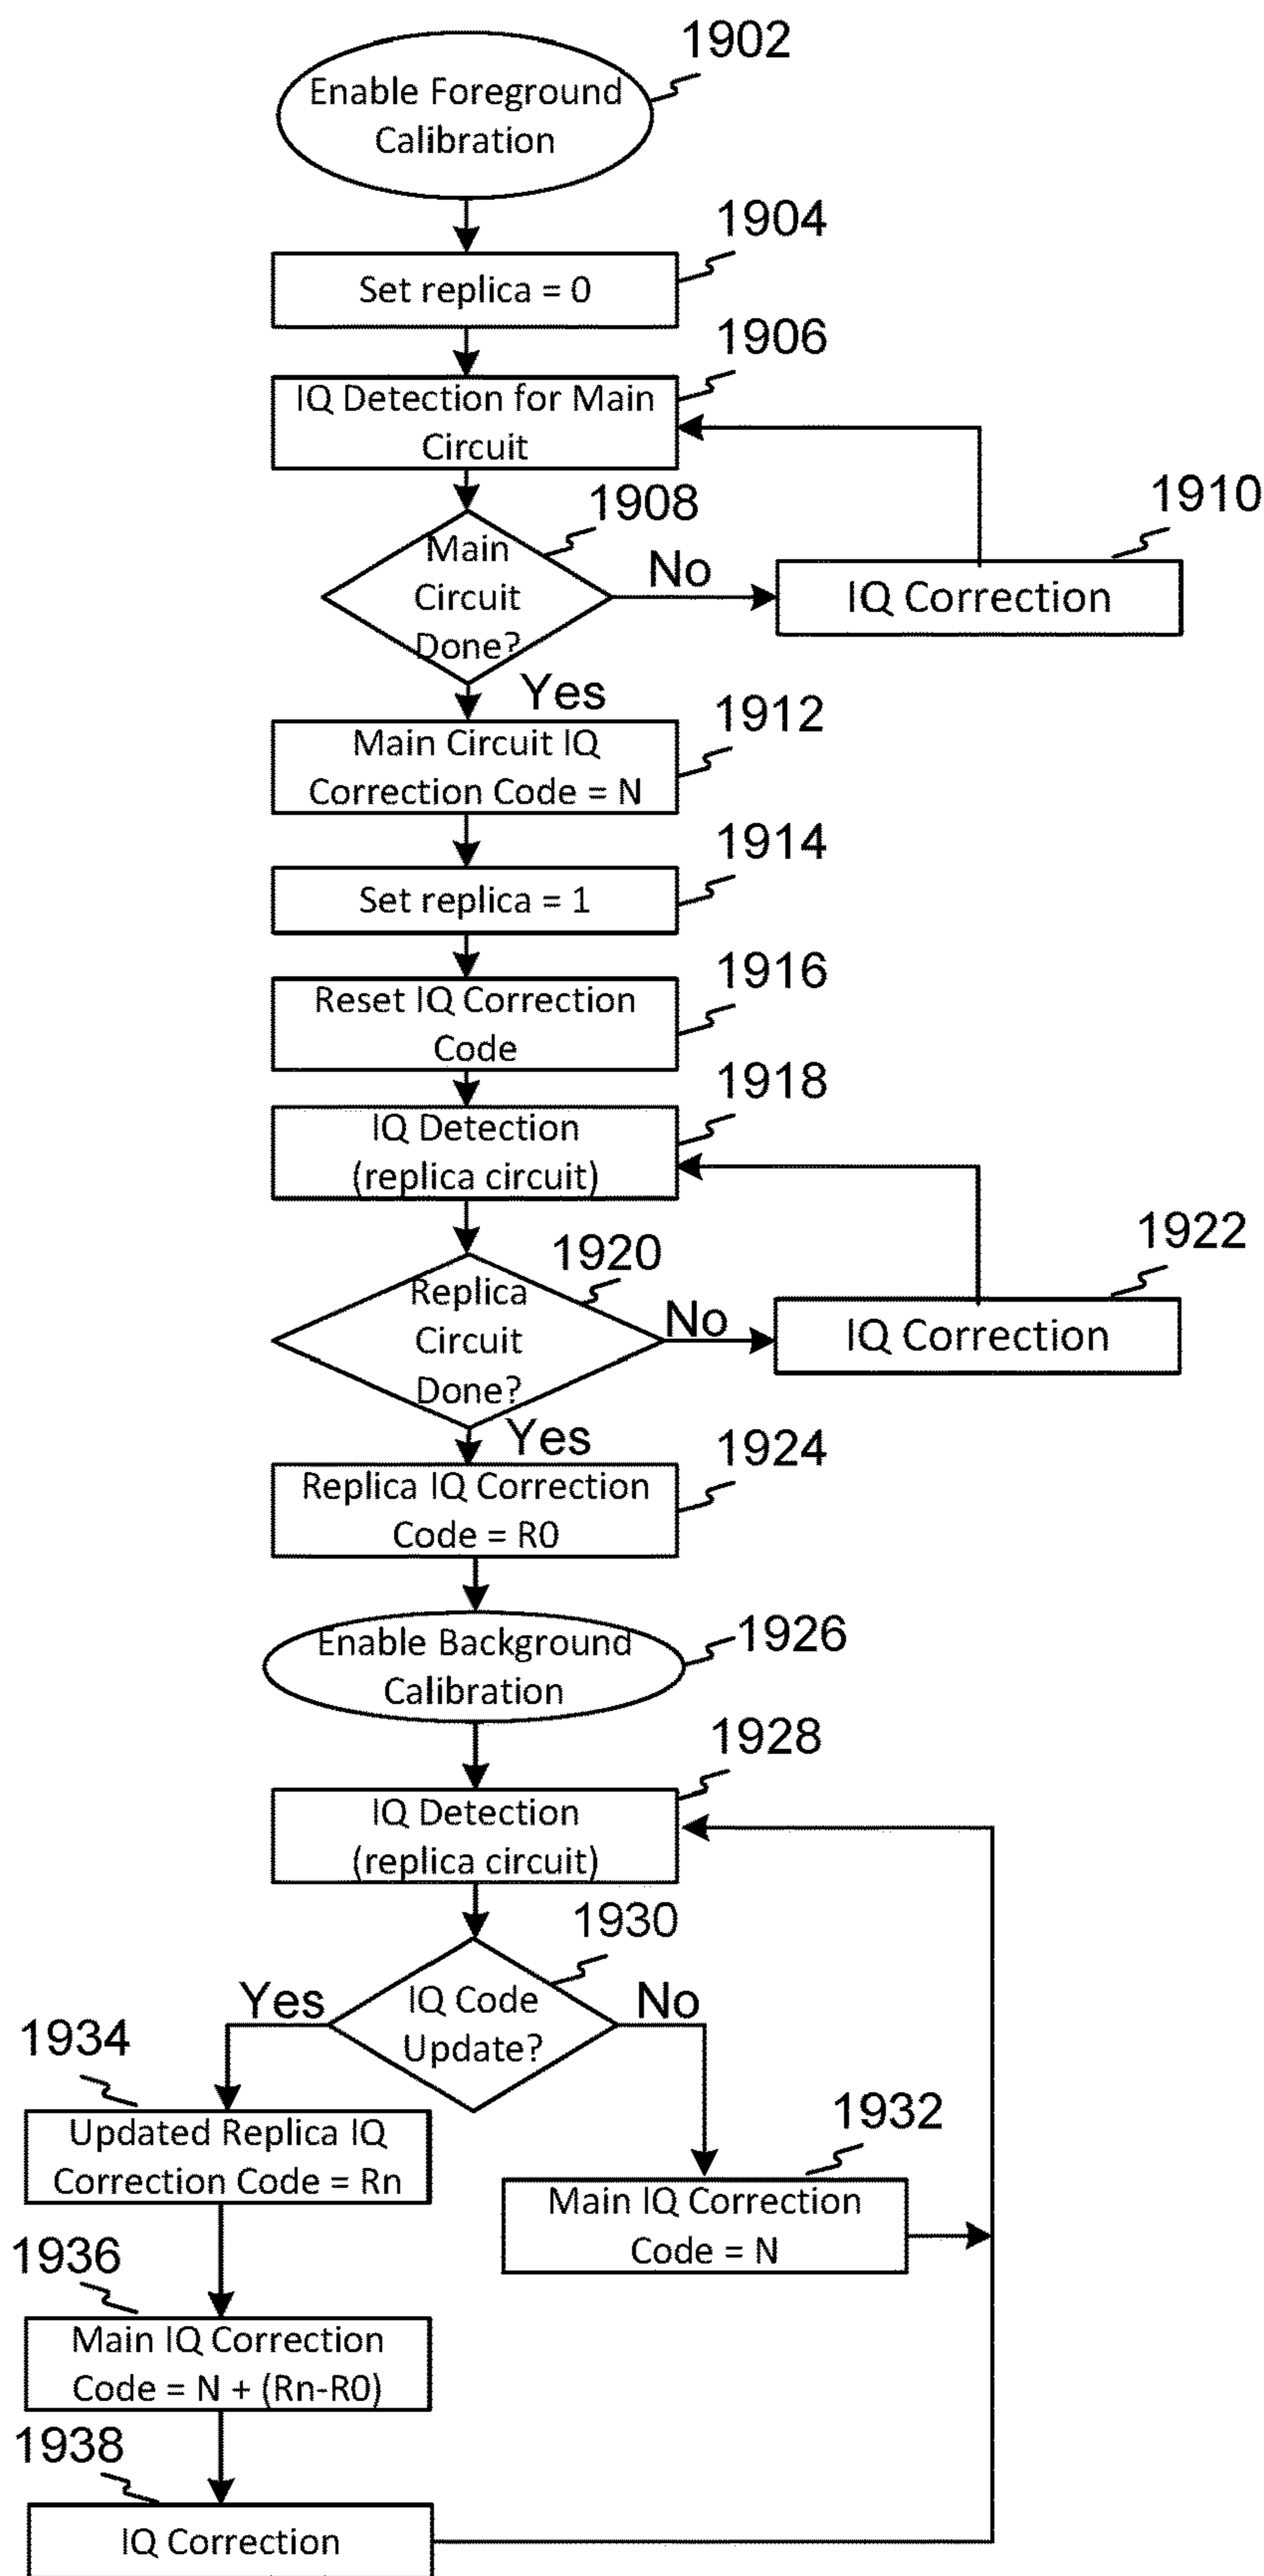 1902
Enable Foreground
Calibration
1904
Set replica = 0
1906
IQ Detection for Main
Circuit
1908
Main
Circuit
Done?
No
1910
IQ Correction
Yes
1912
Main Circuit IQ
Correction Code = N
1914
Set replica = 1
1916
Reset IQ Correction
Code
1918
IQ Detection
(replica circuit)
1920
Replica
Circuit
Done?
No
1922
IQ Correction
Yes
1924
Replica IQ Correction
Code = R0
1926
Enable Background
Calibration
1928
IQ Detection
(replica circuit)
1930
IQ Code
Update?
Yes
No
1934
Updated Replica IQ
Correction Code = Rn
1932
Main IQ Correction
Code = N
1936
Main IQ Correction
Code = N + (Rn-R0)
1938
IQ Correction